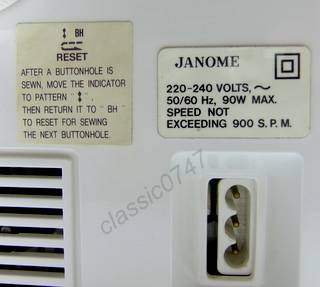 BH
RESET
AFTER A BUTTONHOLE IS
SEWN, MOVE THE INDICATOR
TO PATTERN " ",
THEN RETURN IT TO "BH"
TO RESET FOR SEWING
THE NEXT BUTTONHOLE.
JANOME
220-240 VOLTS, ~
50/60 Hz, 90W MAX.
SPEED NOT
EXCEEDING 900 S.P.M.
classic0747